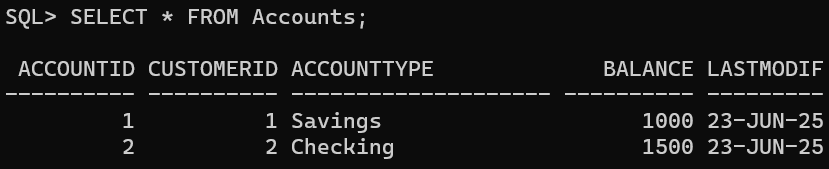 SQL> SELECT * FROM Accounts;
 ACCOUNTID CUSTOMERID ACCOUNTTYPE             BALANCE LASTMODIF
---------- ---------- -------------------- ---------- ---------
         1          1 Savings                    1000 23-JUN-25
         2          2 Checking                   1500 23-JUN-25